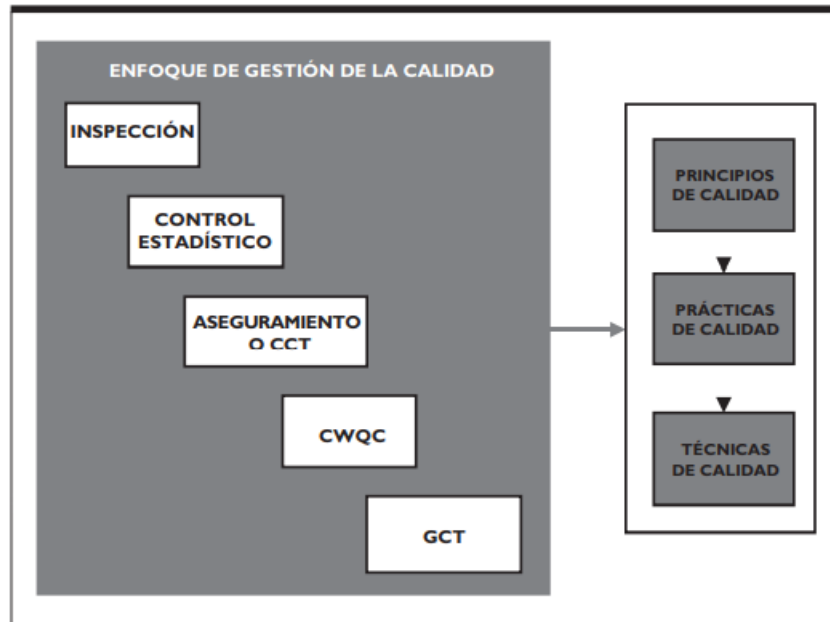 ENFOQUE DE GESTIÓN DE LA CALIDAD
INSPECCIÓN
CONTROL
ESTADÍSTICO
ASEGURAMIENTO
O CCT
CWQC
GCT
PRINCIPIOS
DE CALIDAD
PRÁCTICAS
DE CALIDAD
TÉCNICAS
DE CALIDAD